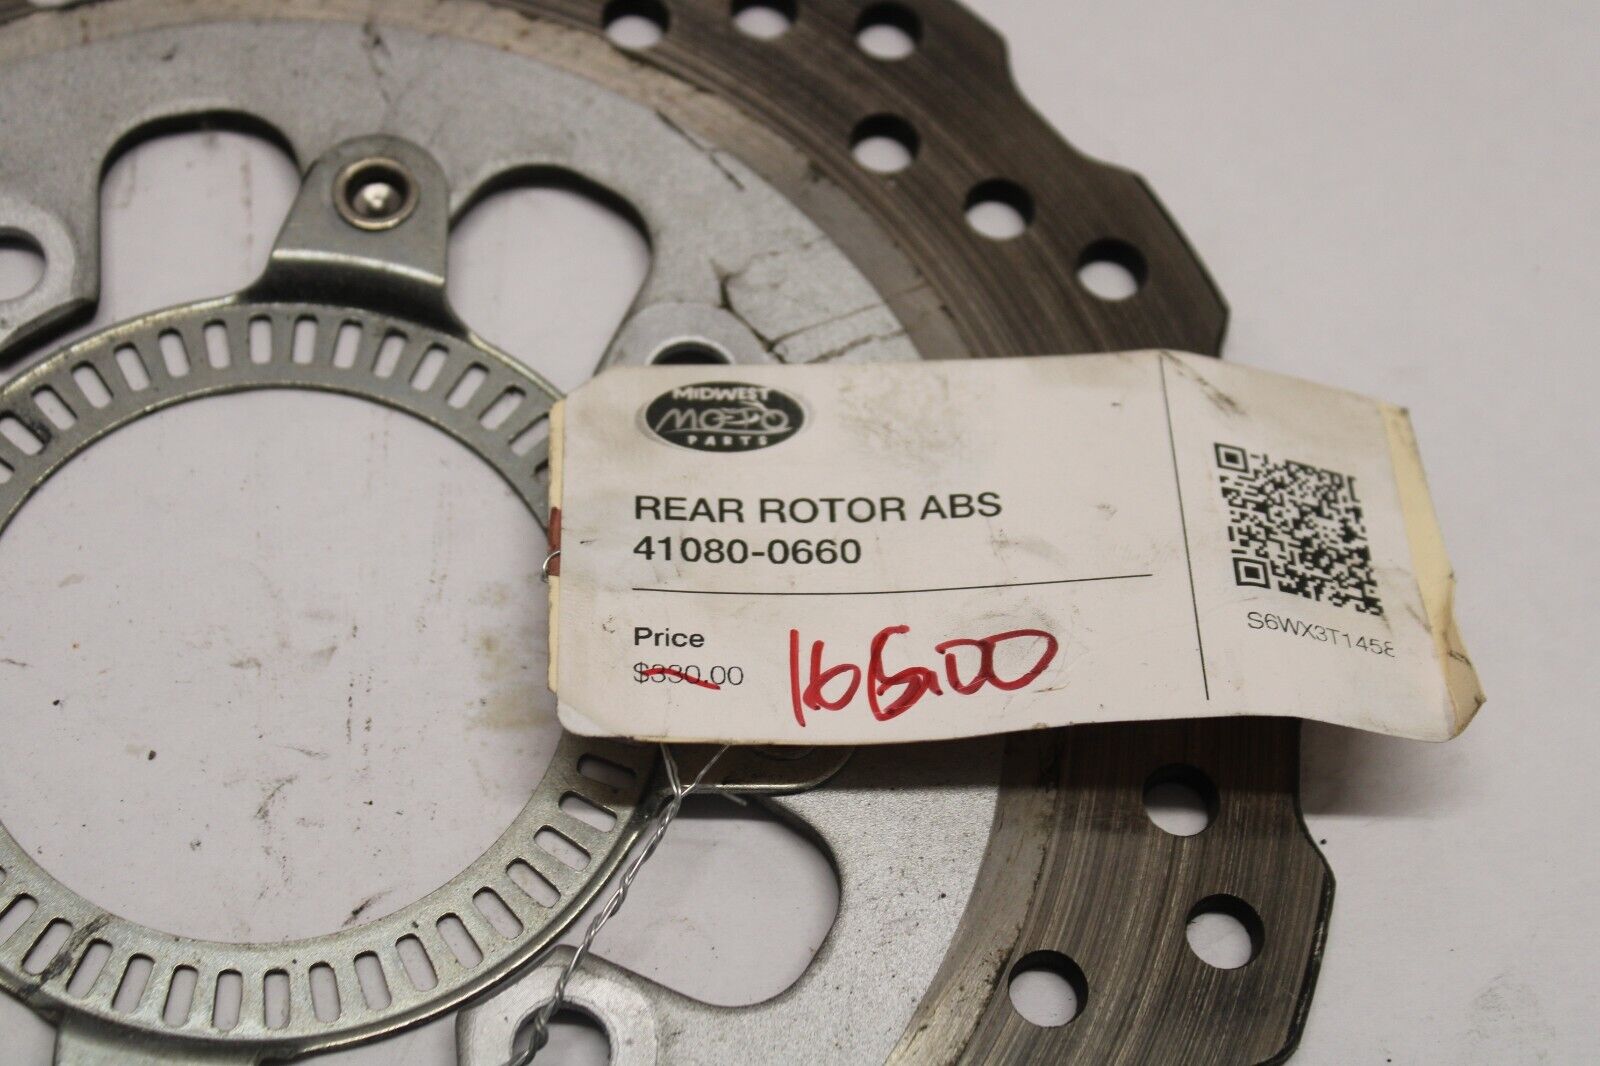 MIDWEST
MOTO
PARTS
REAR ROTOR ABS
41080-0660
Price
$330.00 165.00
S6WX3T1458